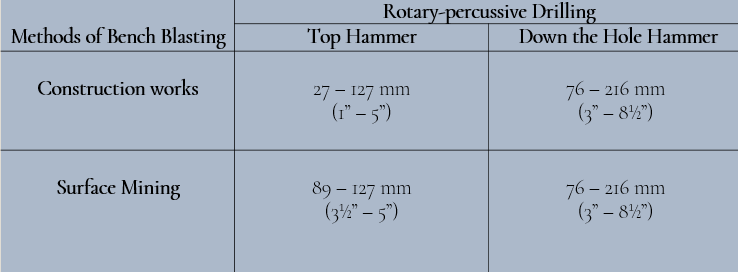 Rotary-percussive Drilling
Methods of Bench Blasting Top Hammer Down the Hole Hammer
Construction works 27 – 127 mm 76 – 216 mm
(1” – 5”) (3” – 8½”)
Surface Mining 89 – 127 mm 76 – 216 mm
(3½” – 5”) (3” – 8½”)